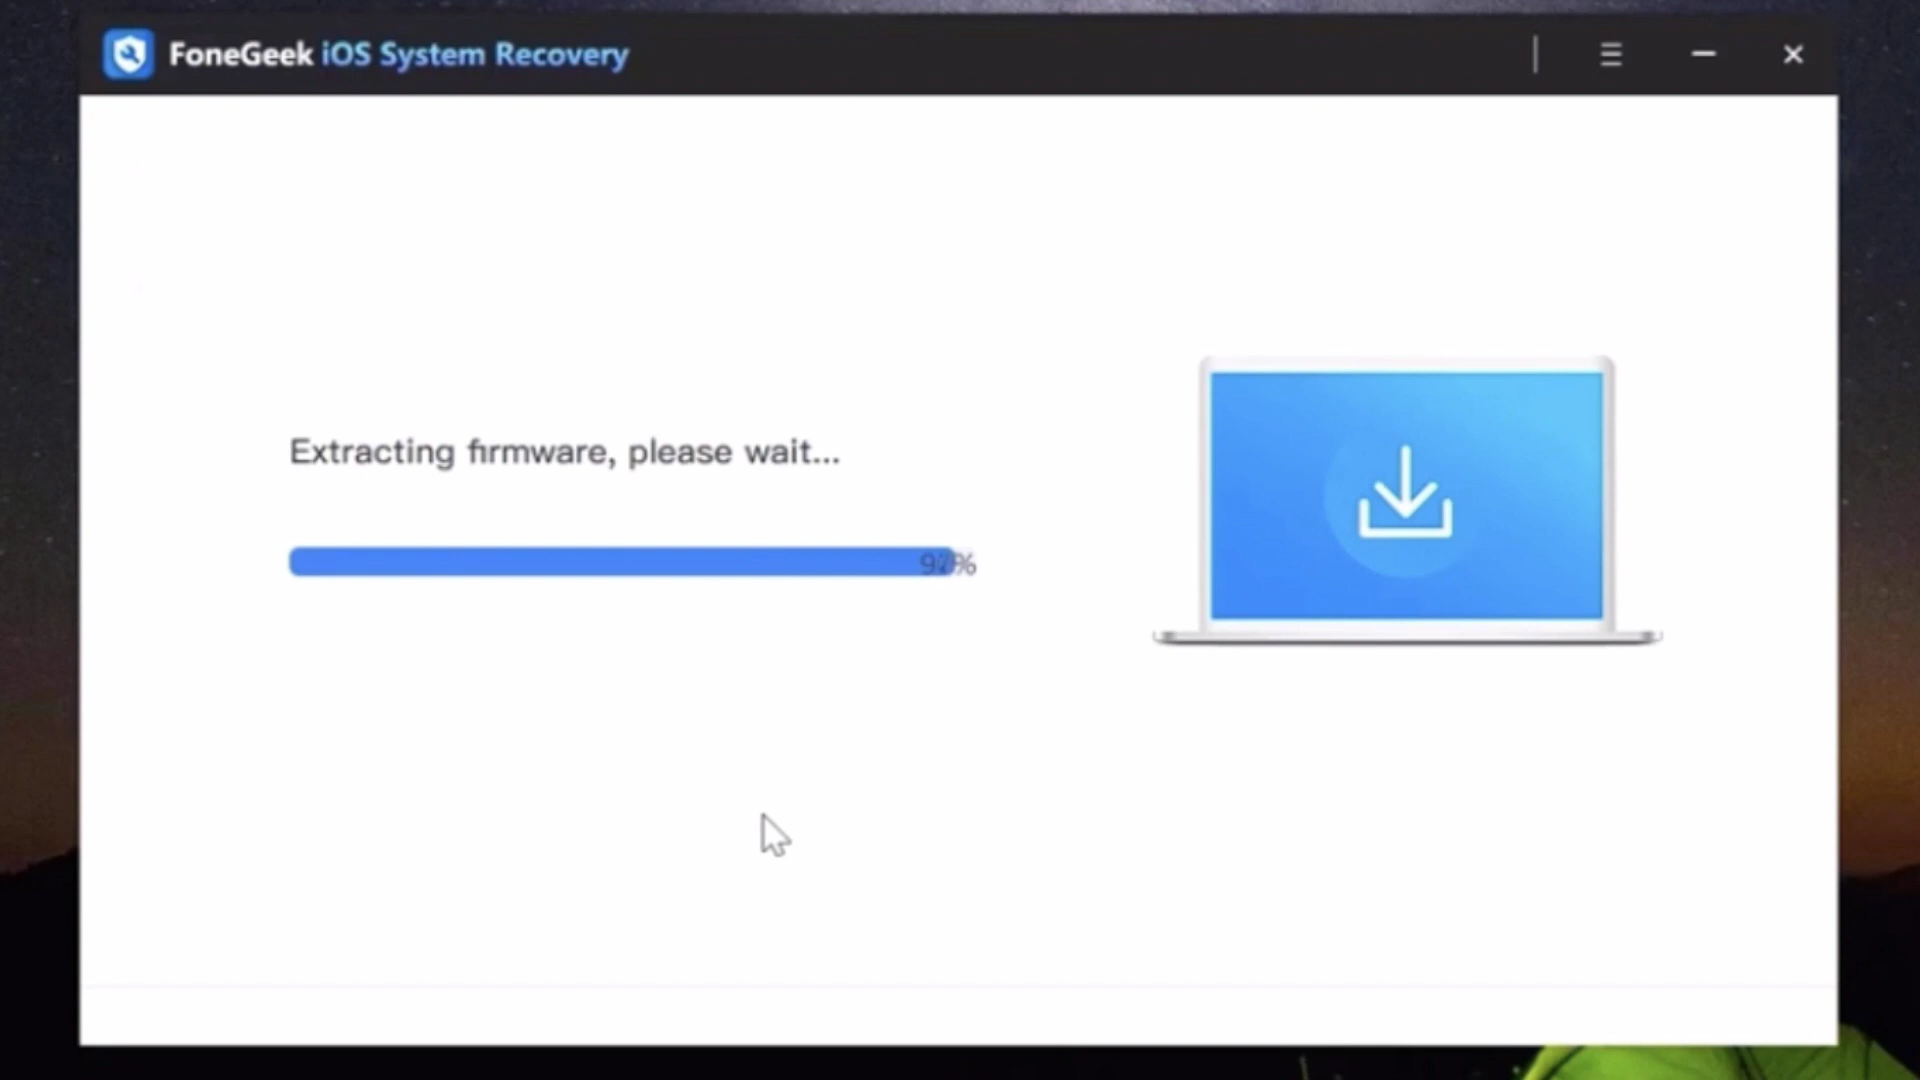 FoneGeek iOS System Recovery
Extracting firmware, please wait...